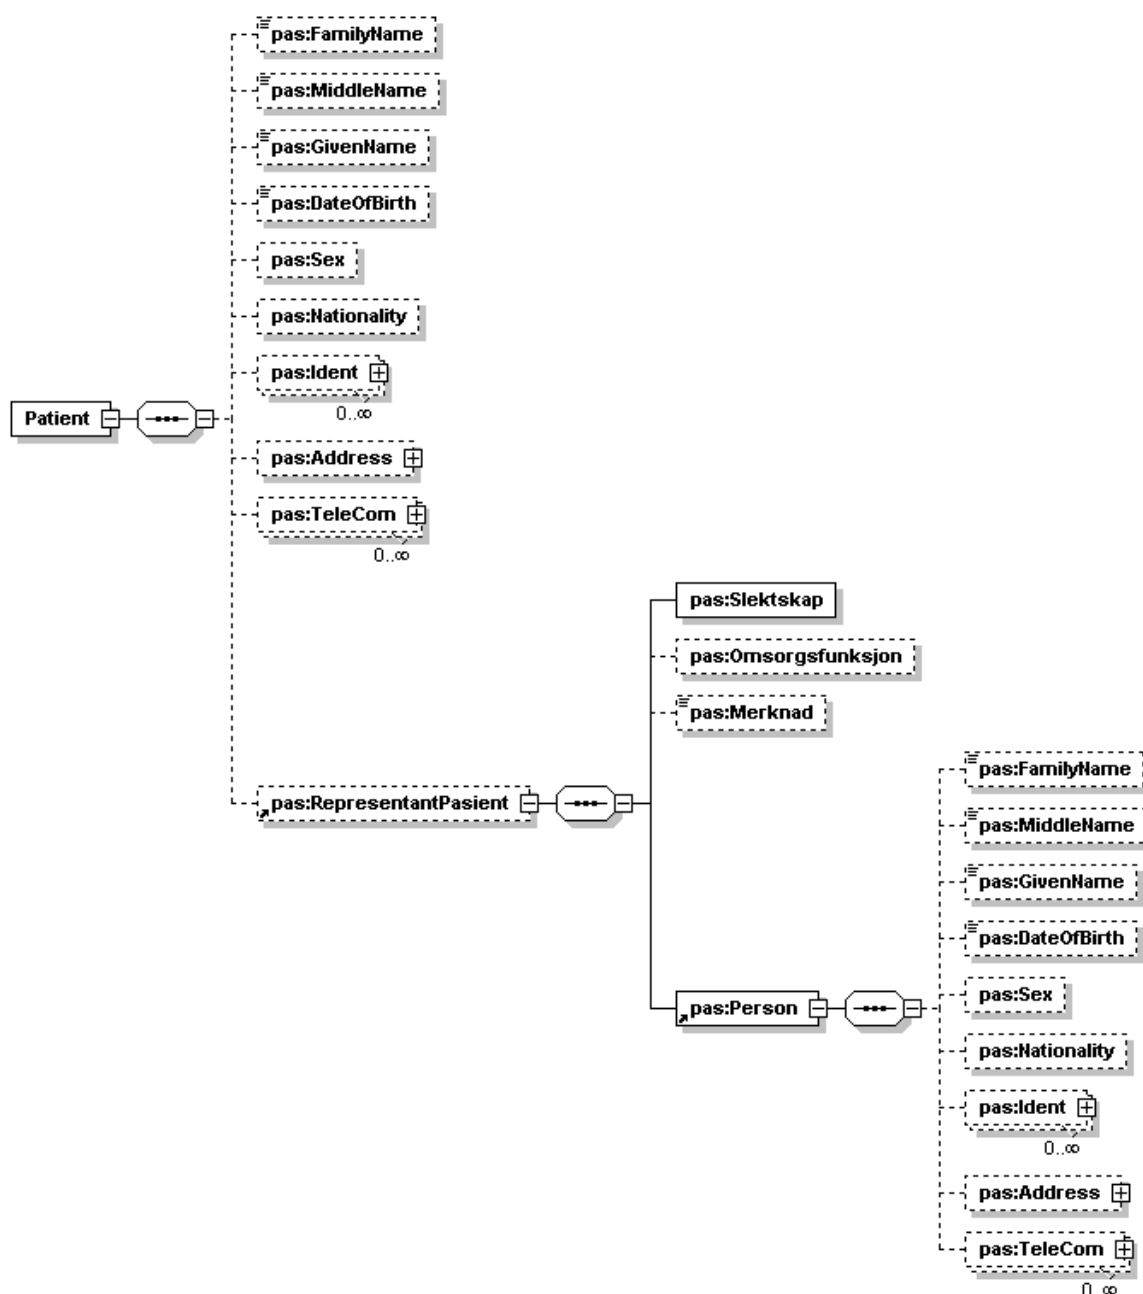 pas:FamilyName
pas:MiddleName
pas:GivenName
pas:DateOfBirth
pas:Sex
pas:Nationality
pas:Ident
0..∞
Patient
pas:Address
pas:TeleCom
0..∞
pas:Slektskap
pas:Omsorgsfunksjon
pas:Merknad
pas:RepresentantPasient
pas:FamilyName
pas:MiddleName
pas:GivenName
pas:DateOfBirth
pas:Sex
pas:Person
pas:Nationality
pas:Ident
0..∞
pas:Address
pas:TeleCom
0..∞